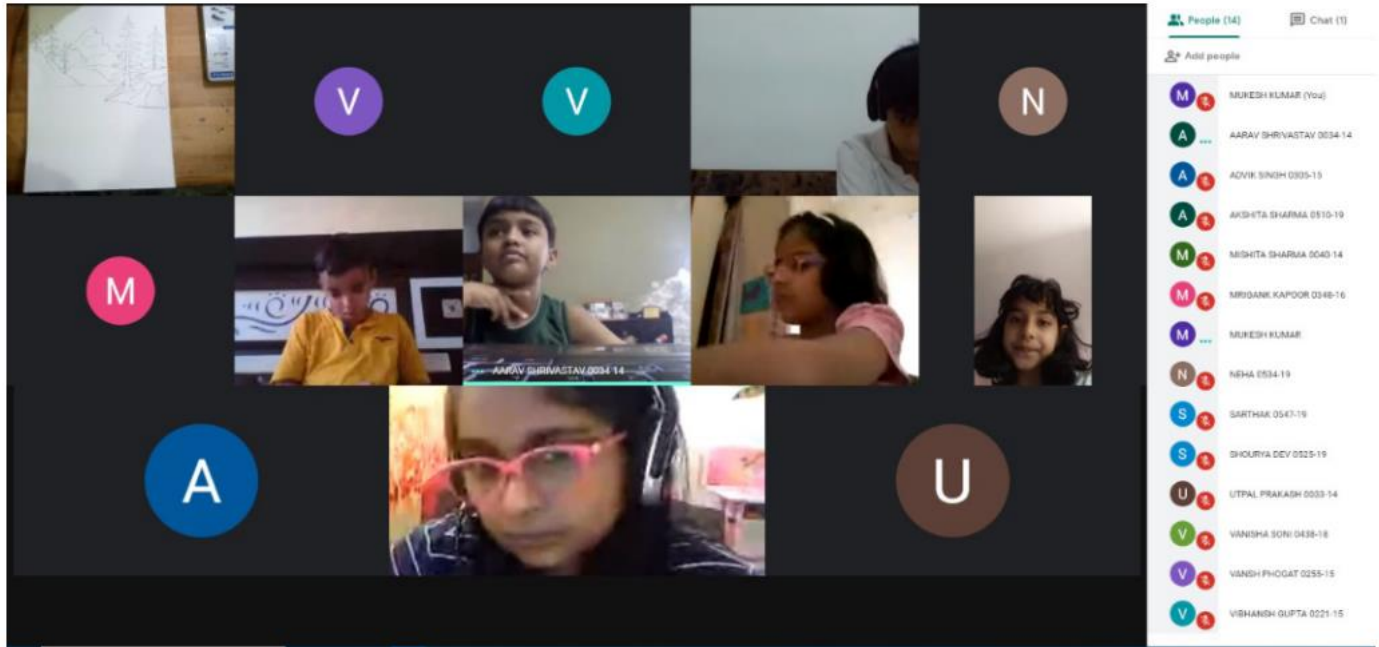 V
V
N
M
AARAV SHRIVASTAV 0034-14
A
U
People (14)
Chat (1)
Add people
M MUKESH KUMAR (You)
A AARAV SHRIVASTAV 0034-14
A ADVIK SINGH 0305-15
A AKSHITA SHARMA 0510-19
M MISHITA SHARMA 0040-14
M MRIGANK KAPOOR 0348-16
M MUKESH KUMAR
N NEHA 0534-19
S SARTHAK 0547-19
S SHOURYA DEV 0525-19
U UTPAL PRAKASH 0033-14
V VANISHA SONI 0438-18
V VANSH PHOGAT 0255-15
V VIBHANSH GUPTA 0221-15